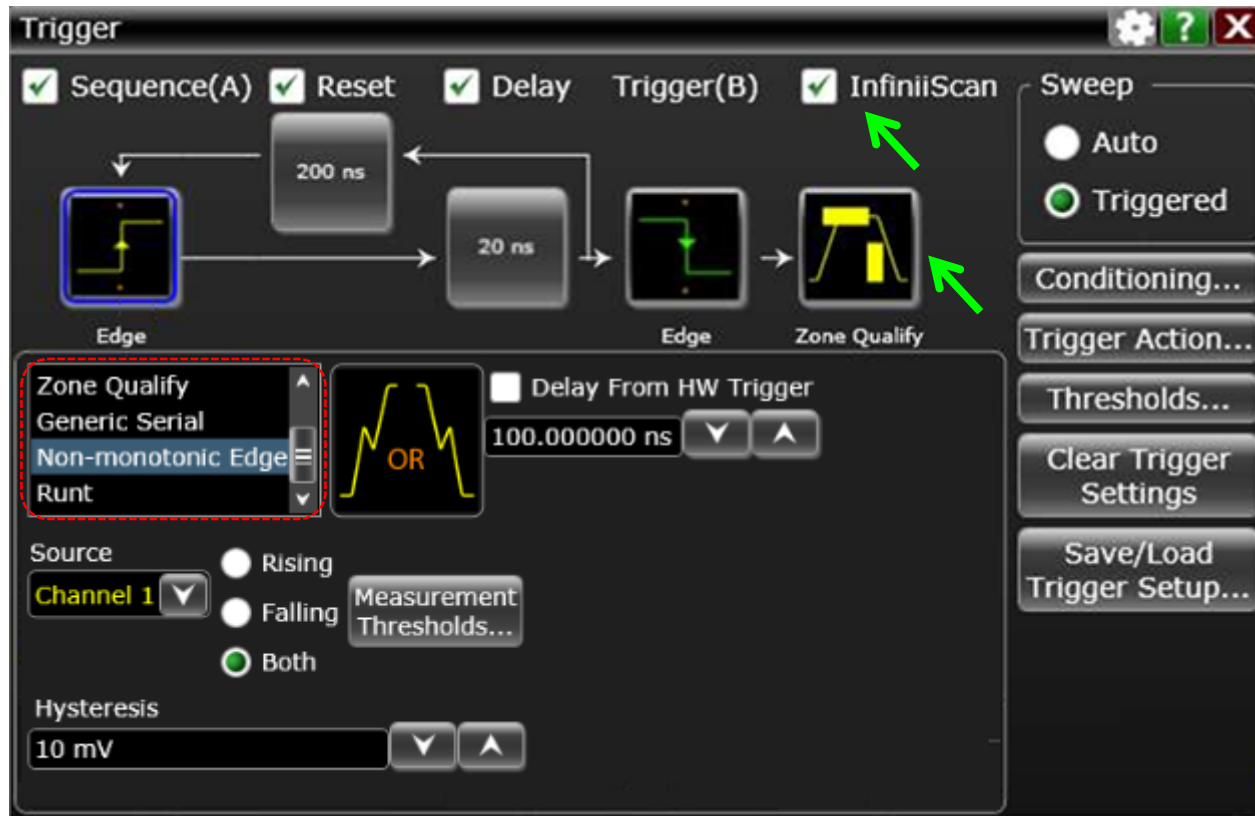 Trigger
?
X
Sequence(A) Reset Delay Trigger(B) InfiniiScan
200 ns
20 ns
Edge Edge Zone Qualify
Zone Qualify
Generic Serial
Non-monotonic Edge
Runt
OR
Delay From HW Trigger
100.000000 ns
Source
Channel 1
Rising
Falling
Both
Measurement
Thresholds...
Hysteresis
10 mV
Sweep
Auto
Triggered
Conditioning...
Trigger Action...
Thresholds...
Clear Trigger
Settings
Save/Load
Trigger Setup...